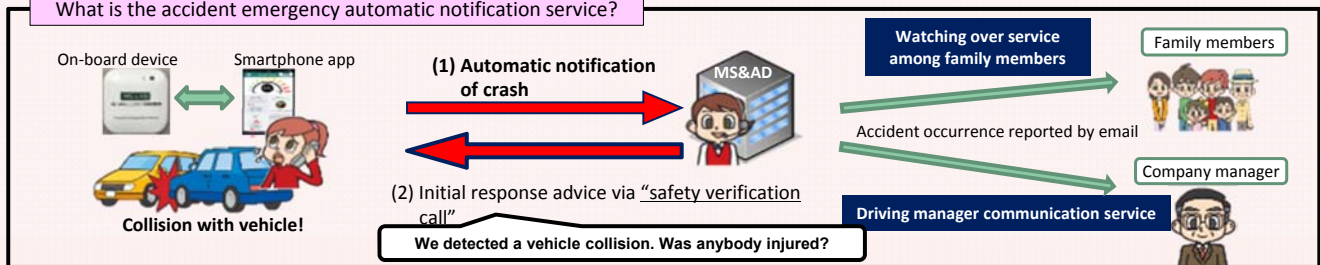 What is the accident emergency automatic notification service?
On-board device
Smartphone app
Collision with vehicle!
(1) Automatic notification
of crash
MS&AD
(2) Initial response advice via "safety verification
call"
We detected a vehicle collision. Was anybody injured?
Watching over service
among family members
Family members
Accident occurrence reported by email
Company manager
Driving manager communication service